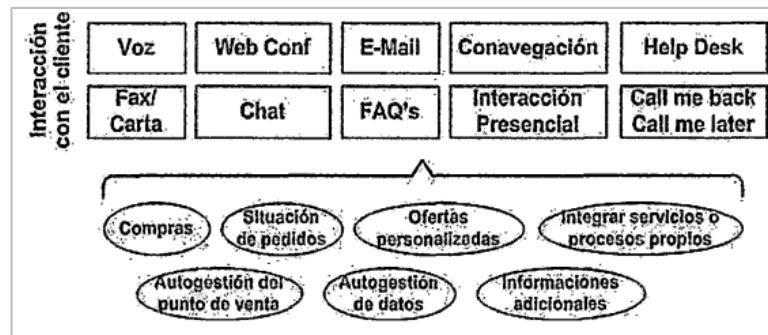 Interacción
con el cliente
Voz
Web Conf
E-Mail
Conavegación
Help Desk
Fax/
Carta
Chat
FAQ's
Interacción
Presencial
Call me back
Call me later
Compras
Situación
de pedidos
Ofertas
personalizadas
Integrar servicios o
procesos propios
Autogestión del
punto de venta
Autogestión
de datos
Informaciones
adicionales